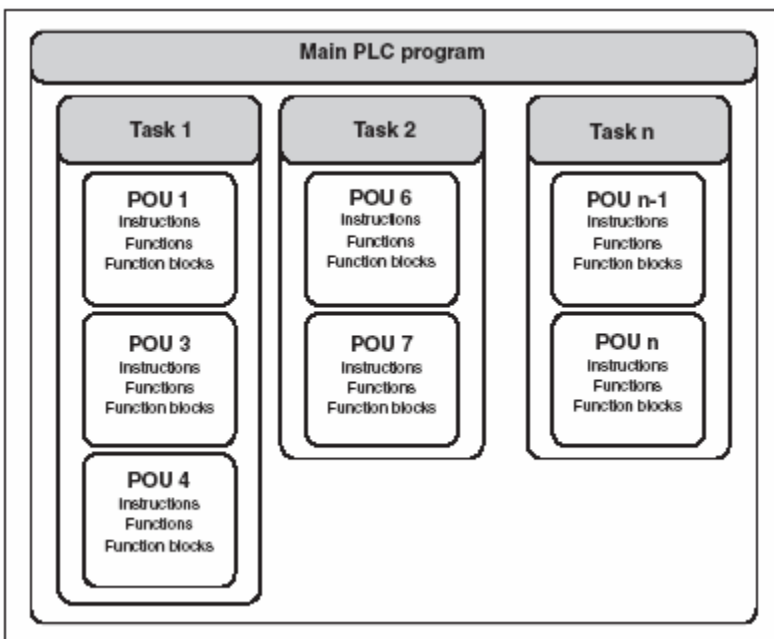 Main PLC program
Task 1
POU 1
Instructions
Functions
Function blocks
POU 3
Instructions
Functions
Function blocks
POU 4
Instructions
Functions
Function blocks
Task 2
POU 6
Instructions
Functions
Function blocks
POU 7
Instructions
Functions
Function blocks
Task n
POU n-1
Instructions
Functions
Function blocks
POU n
Instructions
Functions
Function blocks